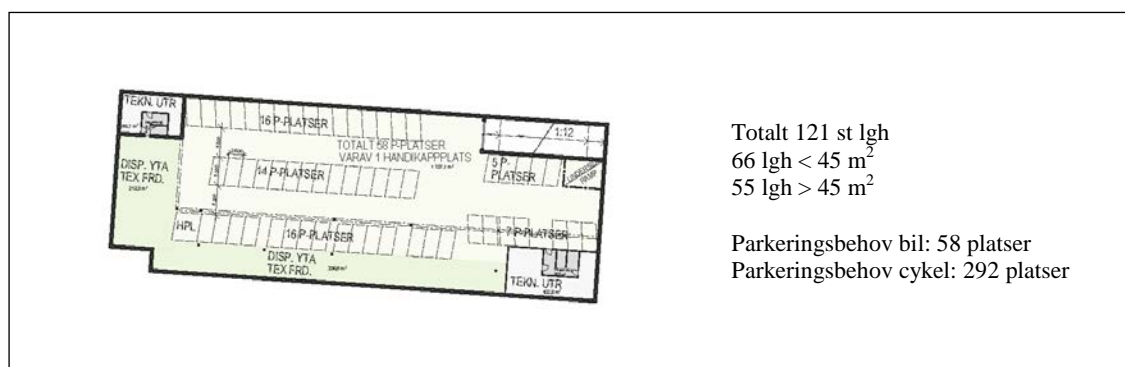 TEKN. UTR
16 P-PLATSER
1:12
TOTALT 58 P-PLATSER
VARAV 1 HANDIKAPPPLATS
5 P-
PLATSER
DISP. YTA
TEX FRD.
14 P-PLATSER
HPL
16 P-PLATSER
7 P-PLATSER
DISP. YTA
TEX FRD.
TEKN. UTR
Totalt 121 st lgh
66 lgh < 45 m²
55 lgh > 45 m²
Parkeringsbehov bil: 58 platser
Parkeringsbehov cykel: 292 platser